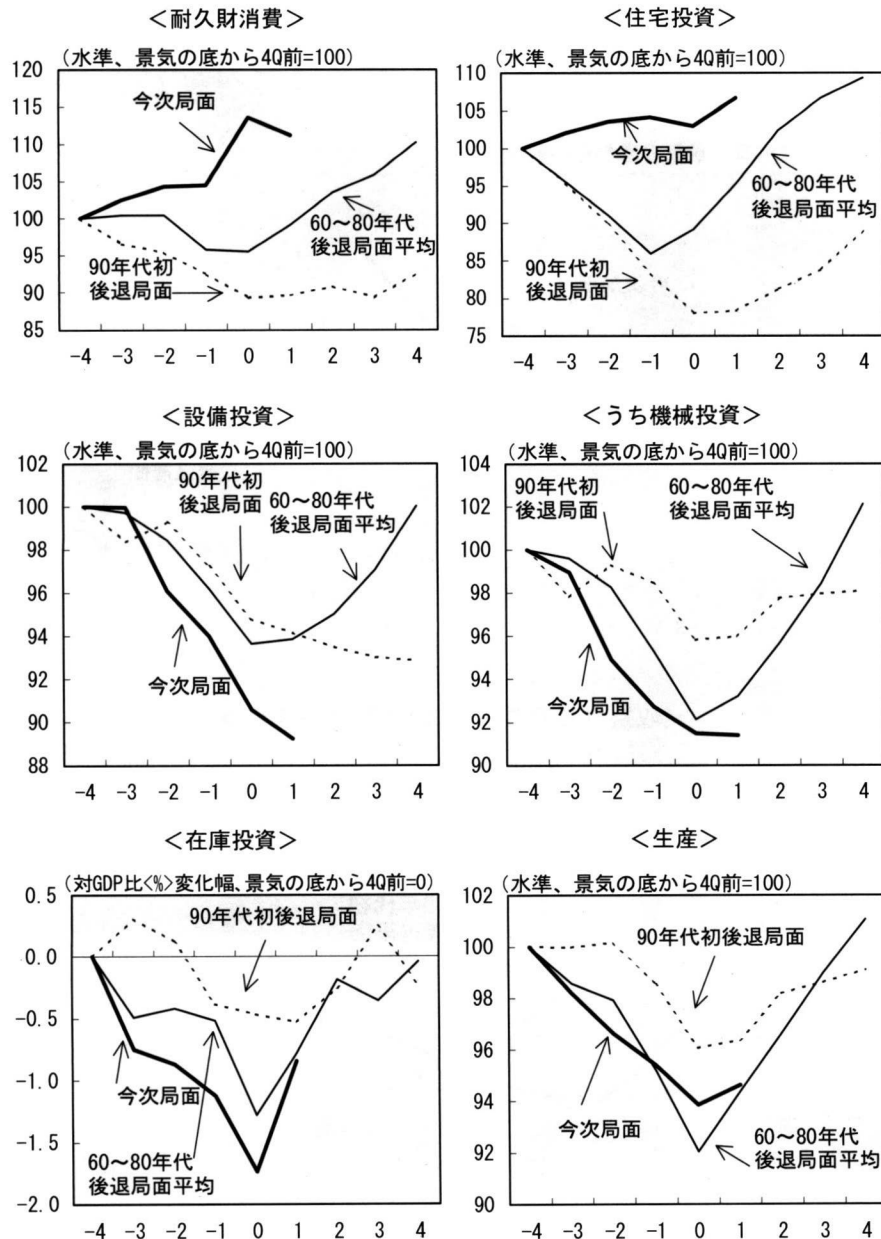 ＜耐久財消費＞
(水準、景気の底から4Q前=100)
120
115
110
105
100
95
90
85
今次局面
60～80年代
後退局面平均
90年代初
後退局面
-4 -3 -2 -1 0 1 2 3 4
＜住宅投資＞
(水準、景気の底から4Q前=100)
110
105
100
95
90
85
80
75
今次局面
60～80年代
後退局面平均
90年代初
後退局面
-4 -3 -2 -1 0 1 2 3 4
＜設備投資＞
(水準、景気の底から4Q前=100)
102
100
98
96
94
92
90
88
90年代初
後退局面
60～80年代
後退局面平均
今次局面
-4 -3 -2 -1 0 1 2 3 4
＜うち機械投資＞
(水準、景気の底から4Q前=100)
104
102
100
98
96
94
92
90
90年代初
後退局面
60～80年代
後退局面平均
今次局面
-4 -3 -2 -1 0 1 2 3 4
＜在庫投資＞
(対GDP比<%>変化幅、景気の底から4Q前=0)
0.5
0.0
-0.5
-1.0
-1.5
-2.0
90年代初後退局面
今次局面
60～80年代
後退局面平均
-4 -3 -2 -1 0 1 2 3 4
＜生産＞
(水準、景気の底から4Q前=100)
102
100
98
96
94
92
90
90年代初後退局面
今次局面
60～80年代
後退局面平均
-4 -3 -2 -1 0 1 2 3 4